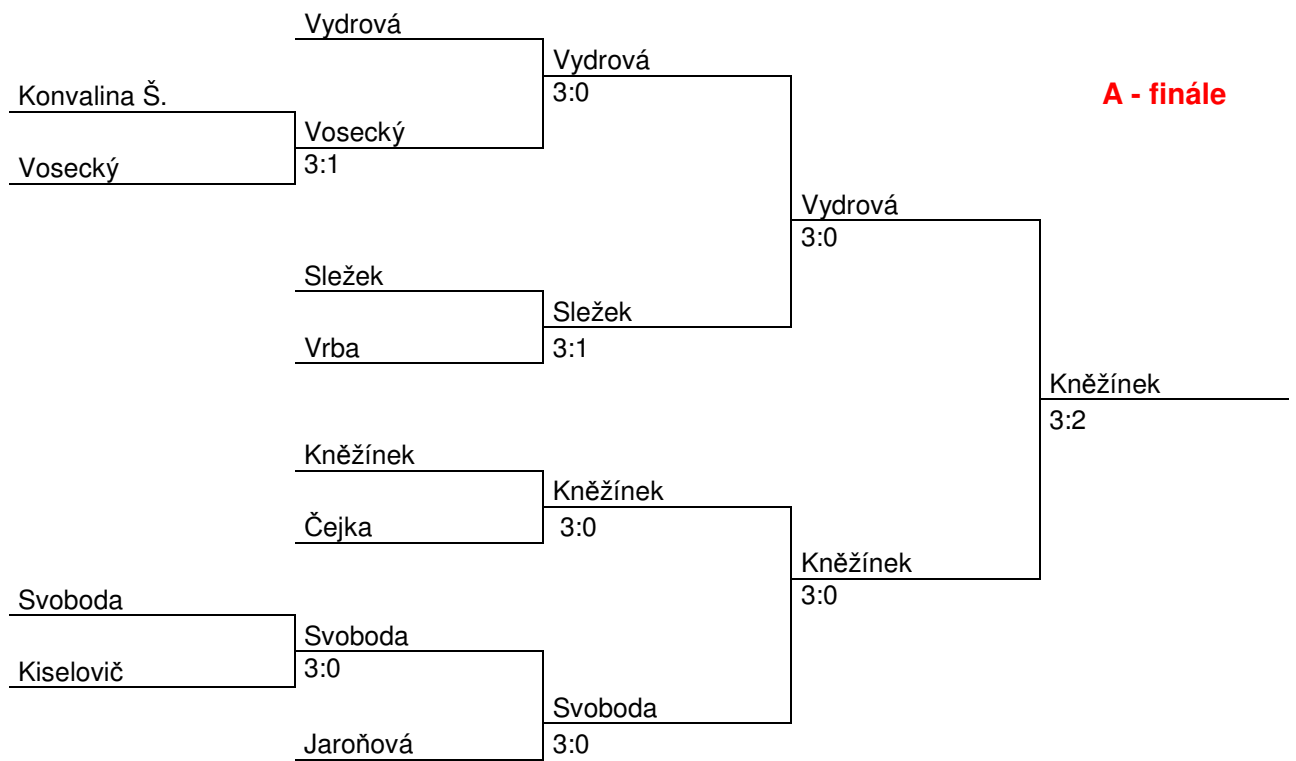 Vydrová
Vydrová
3:0
A - finále
Konvalina Š.
Vosecký
3:1
Vosecký
Vydrová
3:0
Sležek
Sležek
3:1
Vrba
Kněžínek
3:2
Kněžínek
Kněžínek
3:0
Čejka
Kněžínek
3:0
Svoboda
Svoboda
3:0
Kiselovič
Svoboda
3:0
Jaroňová